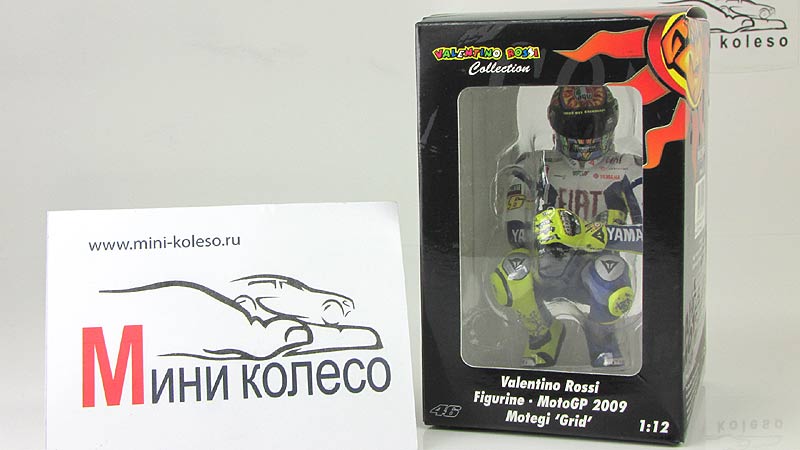 www.mini-koleso.ru
Мини колесо
koleso
VALENTINO ROSSI
Collection
FIAT
YAMAHA
YAMA
Valentino Rossi
Figurine · MotoGP 2009
Motegi 'Grid'
46
1:12
koleso